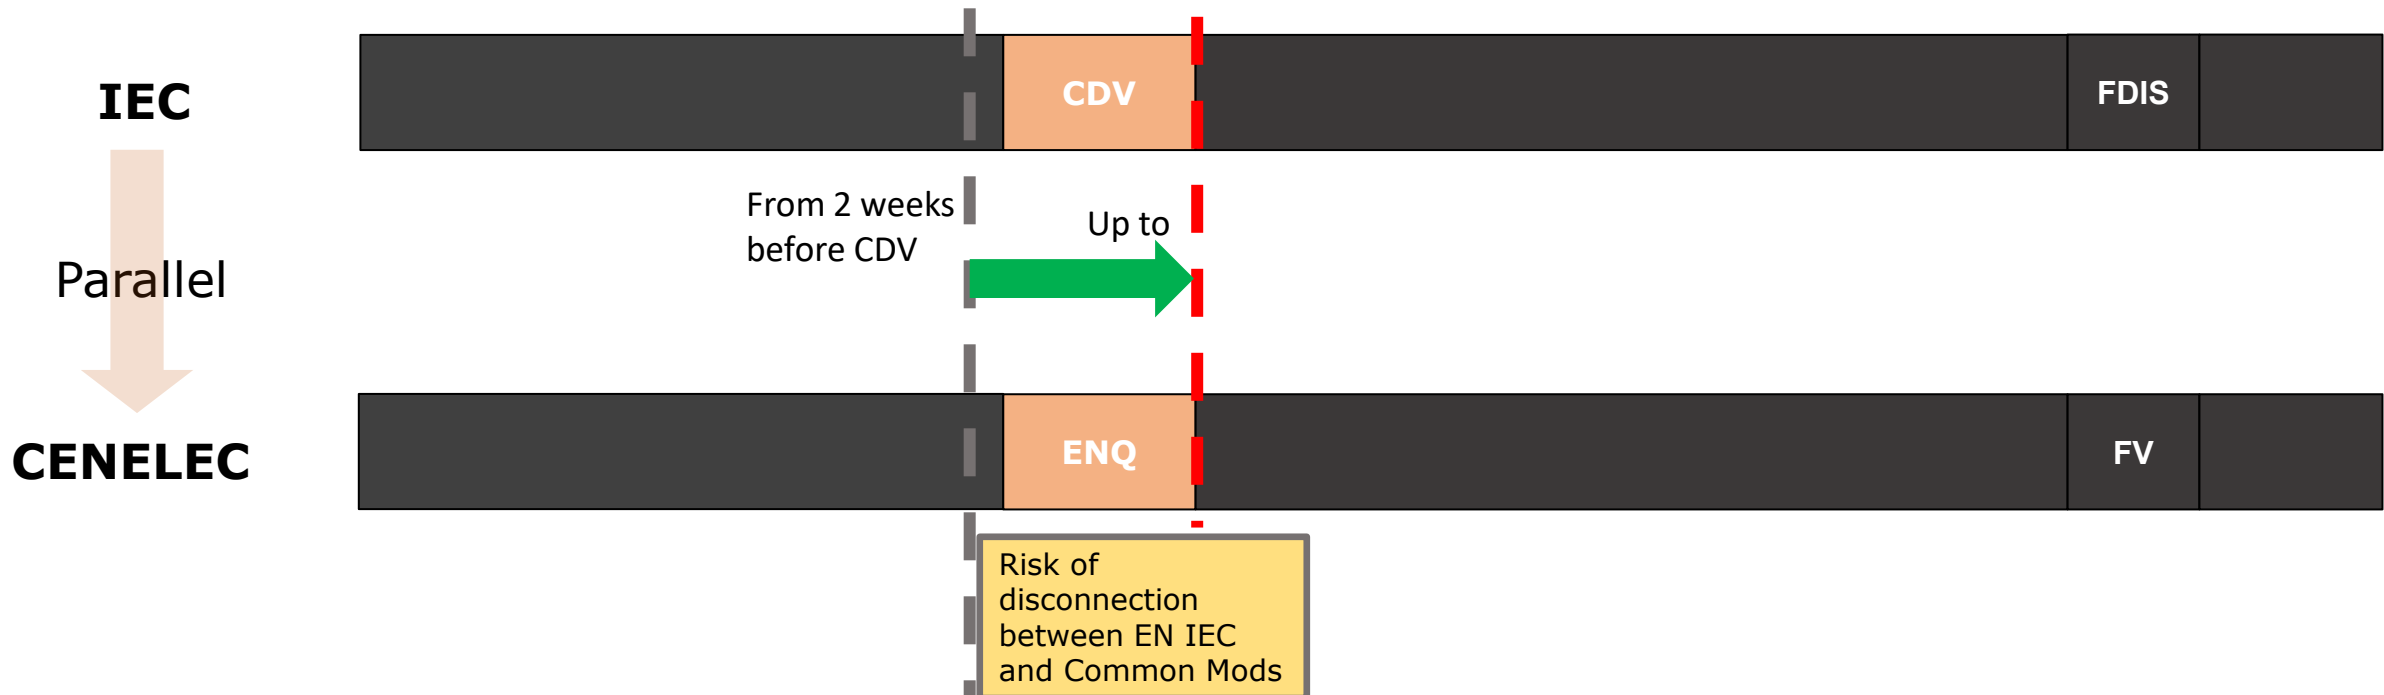 IEC
CDV
FDIS
From 2 weeks
before CDV
Up to
Parallel
CENELEC
ENQ
FV
Risk of
disconnection
between EN IEC
and Common Mods